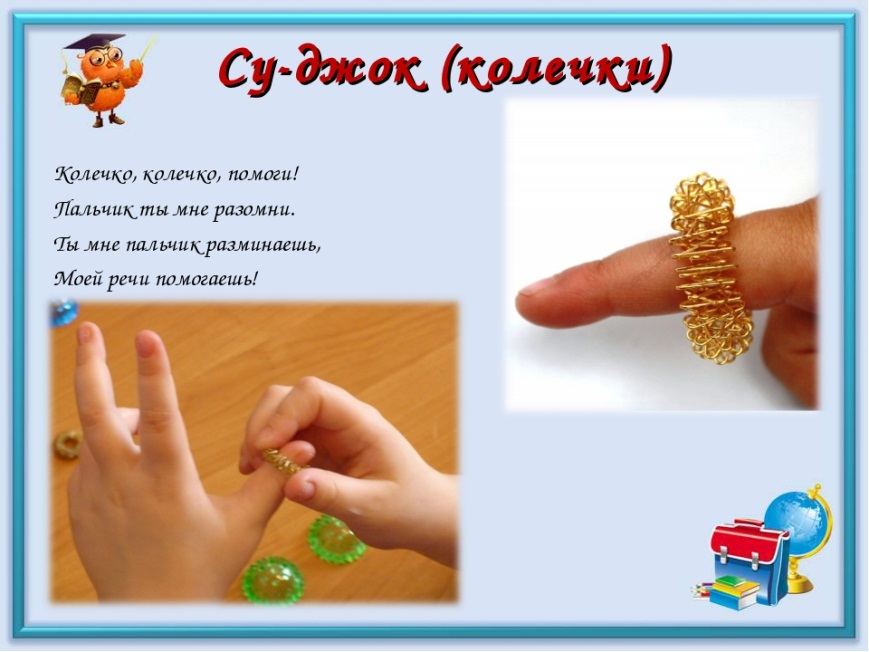 Су-джок (колечки)
Колечко, колечко, помоги!
Пальчик ты мне разомни.
Ты мне пальчик разминаешь,
Моей речи помогаешь!